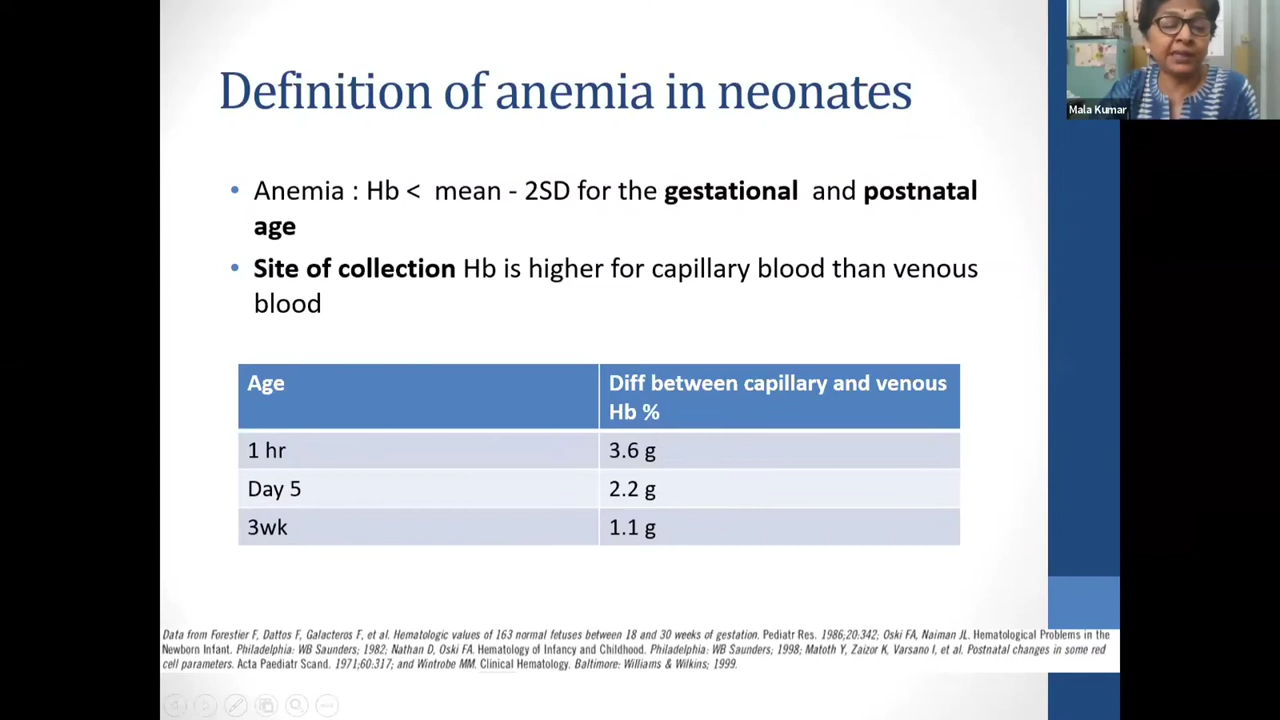 Definition of anemia in neonates
Mala Kumar
• Anemia : Hb < mean - 2SD for the gestational and postnatal
age
• Site of collection Hb is higher for capillary blood than venous
blood
Age
Diff between capillary and venous
Hb %
1 hr
3.6 g
Day 5
2.2 g
3wk
1.1 g
Data from Forestier F, Dattos F, Galacteros F, et al. Hematologic values of 163 normal fetuses between 18 and 30 weeks of gestation. Pediatr Res. 1986;20:342; Oski FA, Naiman JL. Hematological Problems in the
Newborn Infant. Philadelphia: WB Saunders; 1982; Nathan D, Oski FA. Hematology of Infancy and Childhood. Philadelphia: WB Saunders; 1998; Matoth Y, Zaizor K, Varsano I, et al. Postnatal changes in some red
cell parameters. Acta Paediatr Scand. 1971;60:317; and Wintrobe MM. Clinical Hematology. Baltimore: Williams & Wilkins; 1999.